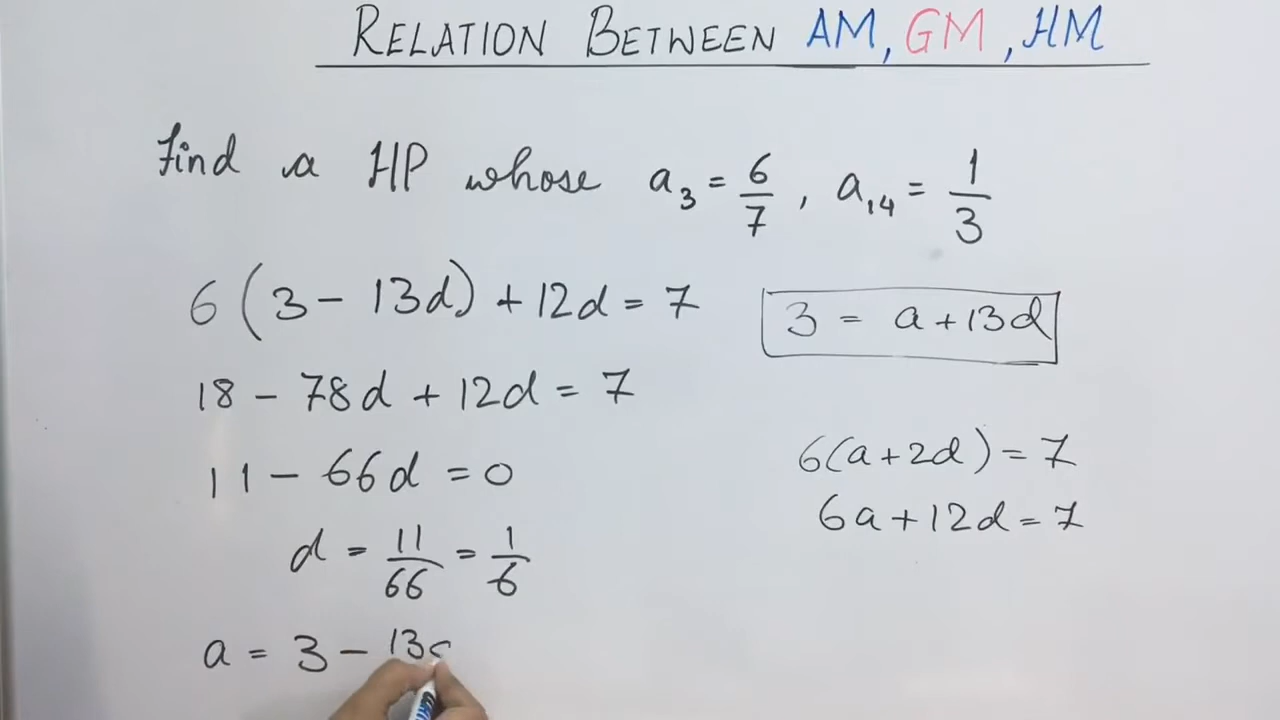 RELATION BETWEEN AM, GM, HM
Find a HP whose a₃ = 6/7, a₁₄ = 1/3
6(3 - 13d) + 12d = 7
3 = a + 13d
18 - 78d + 12d = 7
6(a + 2d) = 7
11 - 66d = 0
6a + 12d = 7
d = 11/66 = 1/6
a = 3 - 13